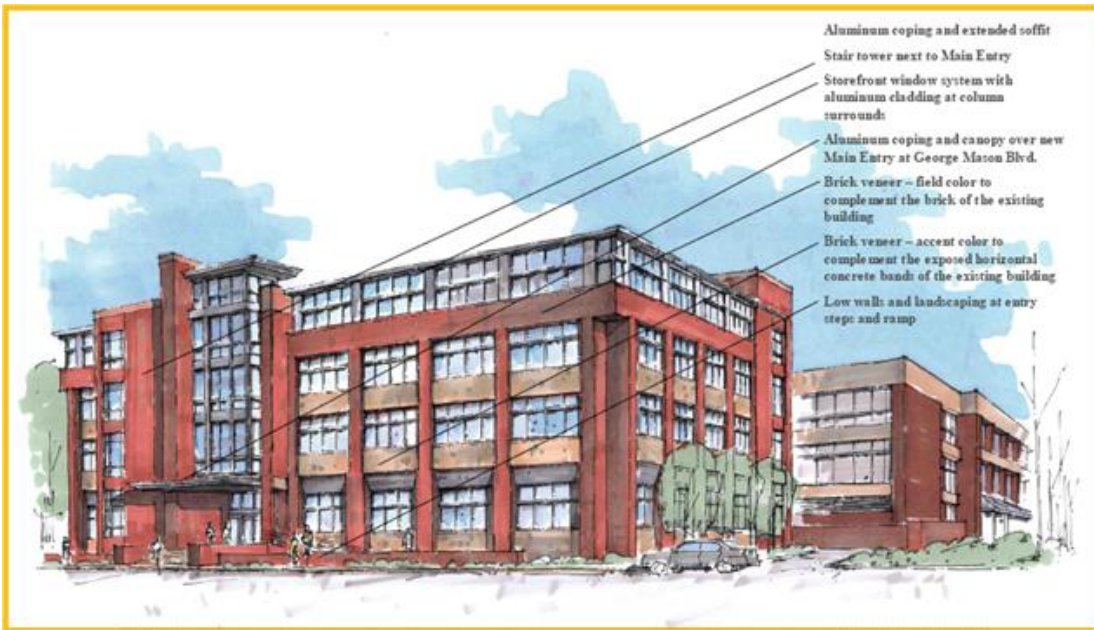 Aluminum coping and extended soffit
Stair tower next to Main Entry
Storefront window system with
aluminum cladding at column
surrounds
Aluminum coping and canopy over new
Main Entry at George Mason Blvd.
Brick veneer – field color to
complement the brick of the existing
building
Brick veneer – accent color to
complement the exposed horizontal
concrete bands of the existing building
Low walls and landscaping at entry
steps and ramp